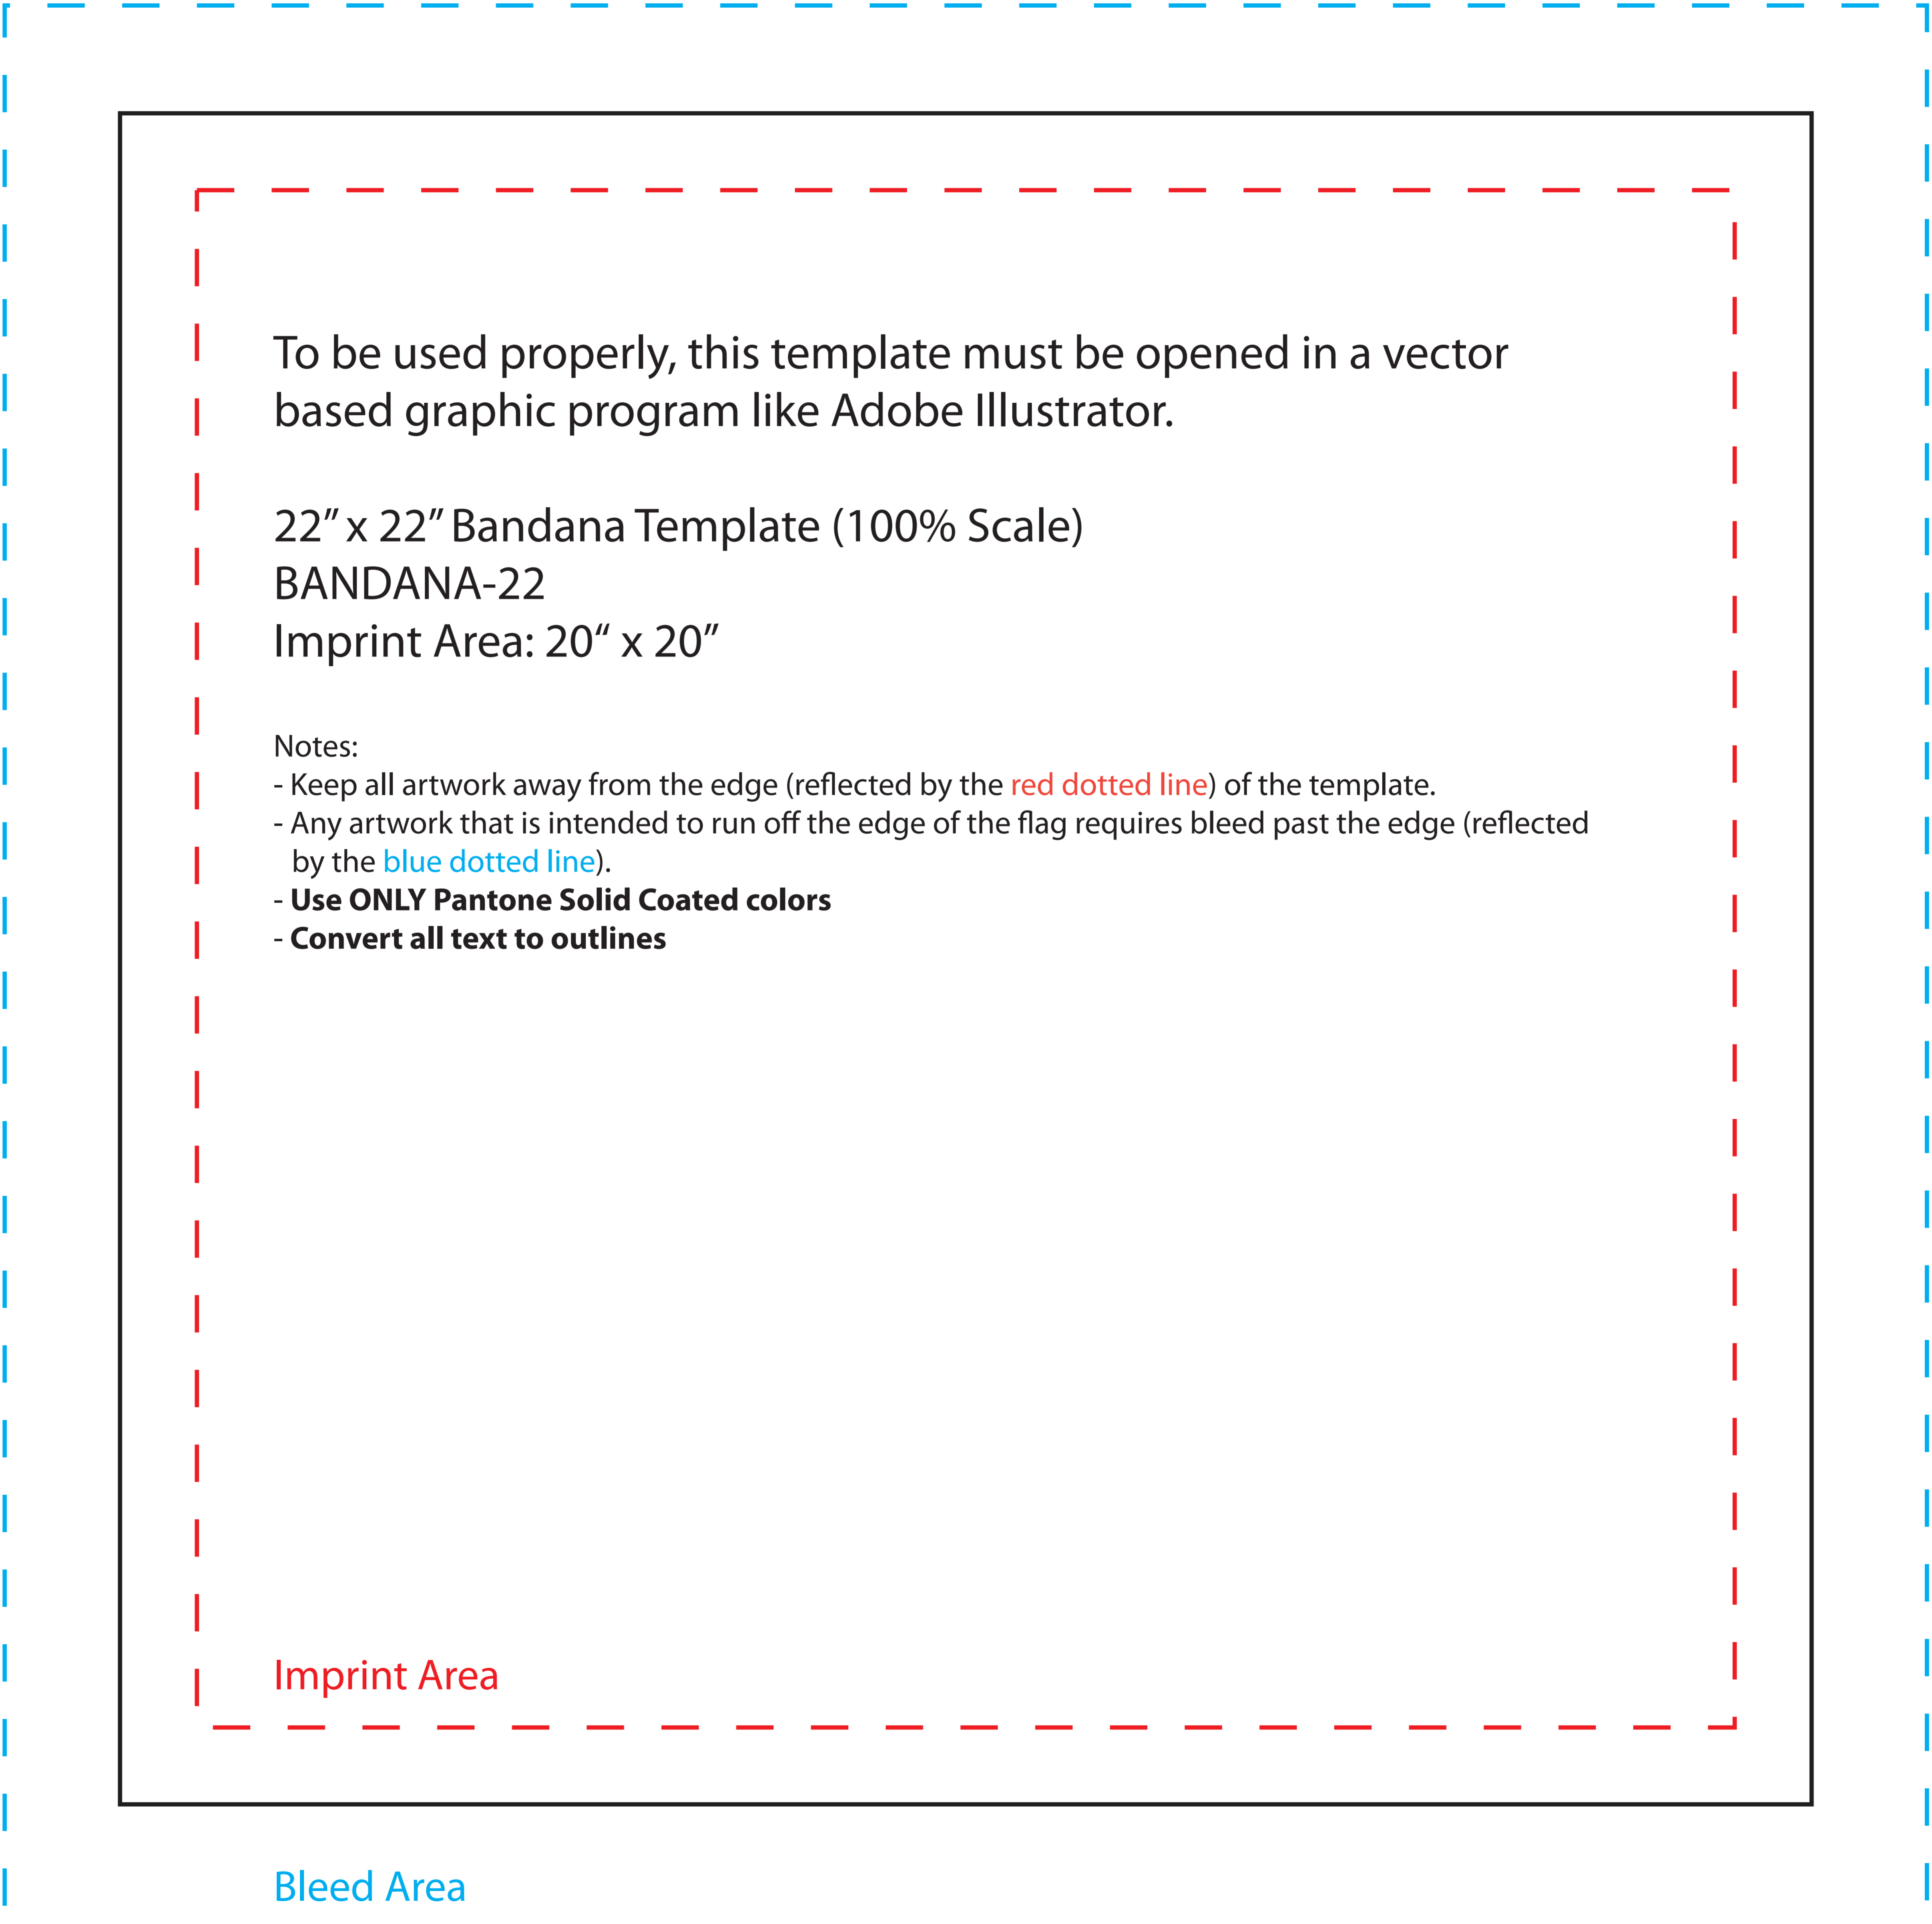 To be used properly, this template must be opened in a vector
based graphic program like Adobe Illustrator.
22” x 22” Bandana Template (100% Scale)
BANDANA-22
Imprint Area: 20“ x 20”
Notes:
- Keep all artwork away from the edge (reflected by the red dotted line) of the template.
- Any artwork that is intended to run off the edge of the flag requires bleed past the edge (reflected
by the blue dotted line).
- Use ONLY Pantone Solid Coated colors
- Convert all text to outlines
Imprint Area
Bleed Area